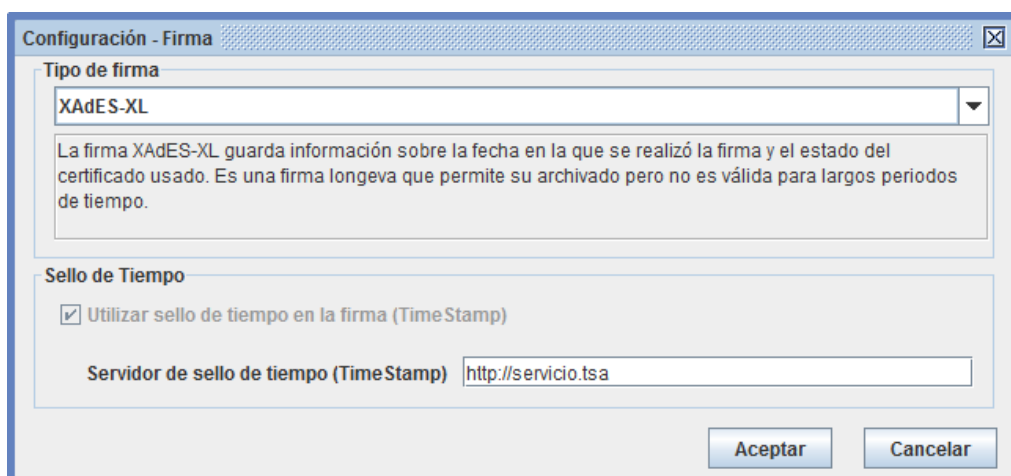 Configuración - Firma
Tipo de firma
XAdES-XL
La firma XAdES-XL guarda información sobre la fecha en la que se realizó la firma y el estado del
certificado usado. Es una firma longeva que permite su archivado pero no es válida para largos periodos
de tiempo.
Sello de Tiempo
Utilizar sello de tiempo en la firma (TimeStamp)
Servidor de sello de tiempo (TimeStamp) http://servicio.tsa
Aceptar Cancelar